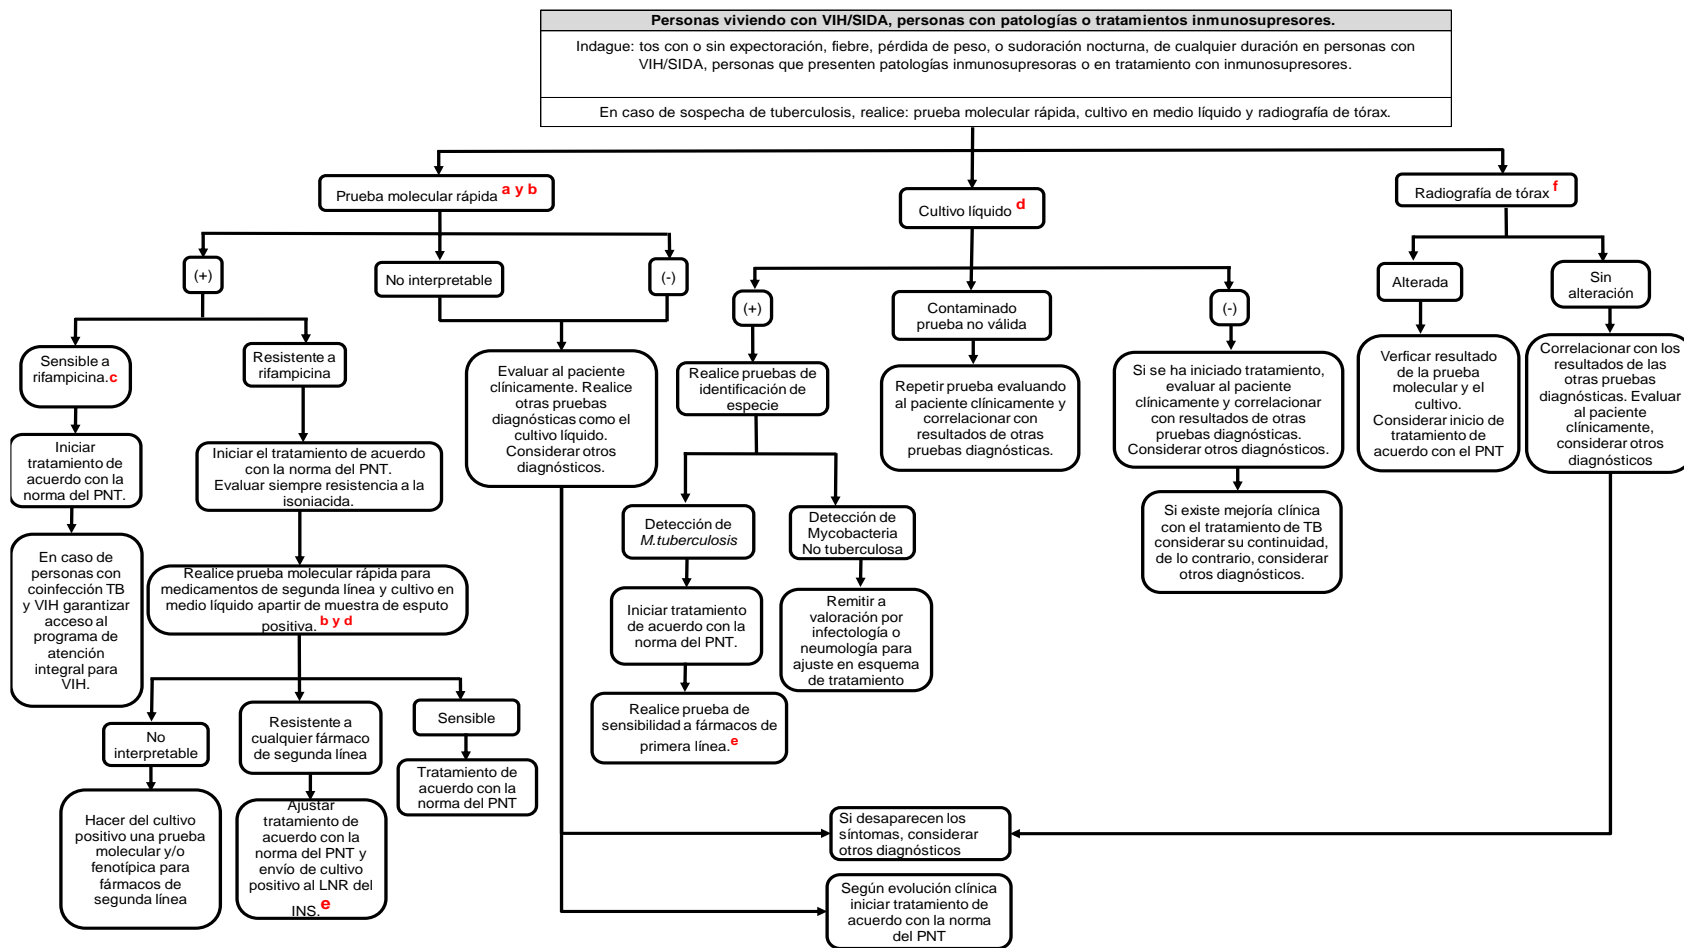 Personas viviendo con VIH/SIDA, personas con patologías o tratamientos inmunosupresores.
Indague: tos con o sin expectoración, fiebre, pérdida de peso, o sudoración nocturna, de cualquier duración en personas con
VIH/SIDA, personas que presenten patologías inmunosupresoras o en tratamiento con inmunosupresores.
En caso de sospecha de tuberculosis, realice: prueba molecular rápida, cultivo en medio líquido y radiografía de tórax.
Prueba molecular rápida a y b
Cultivo líquido d
Radiografía de tórax f
(+)
No interpretable
(-)
(+)
Contaminado
prueba no válida
(-)
Alterada
Sin
alteración
Sensible a
rifampicina.c
Resistente a
rifampicina
Evaluar al paciente
clínicamente. Realice
otras pruebas
diagnósticas como el
cultivo líquido.
Considerar otros
diagnósticos.
Realice pruebas de
identificación de
especie
Repetir prueba evaluando
al paciente clínicamente y
correlacionar con
resultados de otras
pruebas diagnósticas.
Si se ha iniciado tratamiento,
evaluar al paciente
clínicamente y correlacionar
con resultados de otras
pruebas diagnósticas.
Considerar otros diagnósticos.
Verficar resultado
de la prueba
molecular y el
cultivo.
Considerar inicio de
tratamiento de
acuerdo con el PNT
Correlacionar con los
resultados de las
otras pruebas
diagnósticas. Evaluar
al paciente
clínicamente,
considerar otros
diagnósticos
Iniciar
tratamiento de
acuerdo con la
norma del PNT.
Iniciar el tratamiento de acuerdo
con la norma del PNT.
Evaluar siempre resistencia a la
isoniacida.
Detección de
M.tuberculosis
Detección de
Mycobacteria
No tuberculosa
Si existe mejoría clínica
con el tratamiento de TB
considerar su continuidad,
de lo contrario, considerar
otros diagnósticos.
En caso de
personas con
coinfección TB
y VIH garantizar
acceso al
programa de
atención
integral para
VIH.
Realice prueba molecular rápida para
medicamentos de segunda línea y cultivo en
medio líquido apartir de muestra de esputo
positiva. b y d
Iniciar tratamiento
de acuerdo con la
norma del PNT.
Remitir a
valoración por
infectología o
neumología para
ajuste en esquema
de tratamiento
No
interpretable
Resistente a
cualquier fármaco
de segunda línea
Sensible
Realice prueba de
sensibilidad a fármacos de
primera línea.e
Hacer del cultivo
positivo una prueba
molecular y/o
fenotípica para
fármacos de
segunda línea
Ajustar
tratamiento de
acuerdo con la
norma del PNT y
envío de cultivo
positivo al LNR del
INS.e
Tratamiento de
acuerdo con la
norma del PNT
Si desaparecen los
síntomas, considerar
otros diagnósticos
Según evolución clínica
iniciar tratamiento de
acuerdo con la norma
del PNT